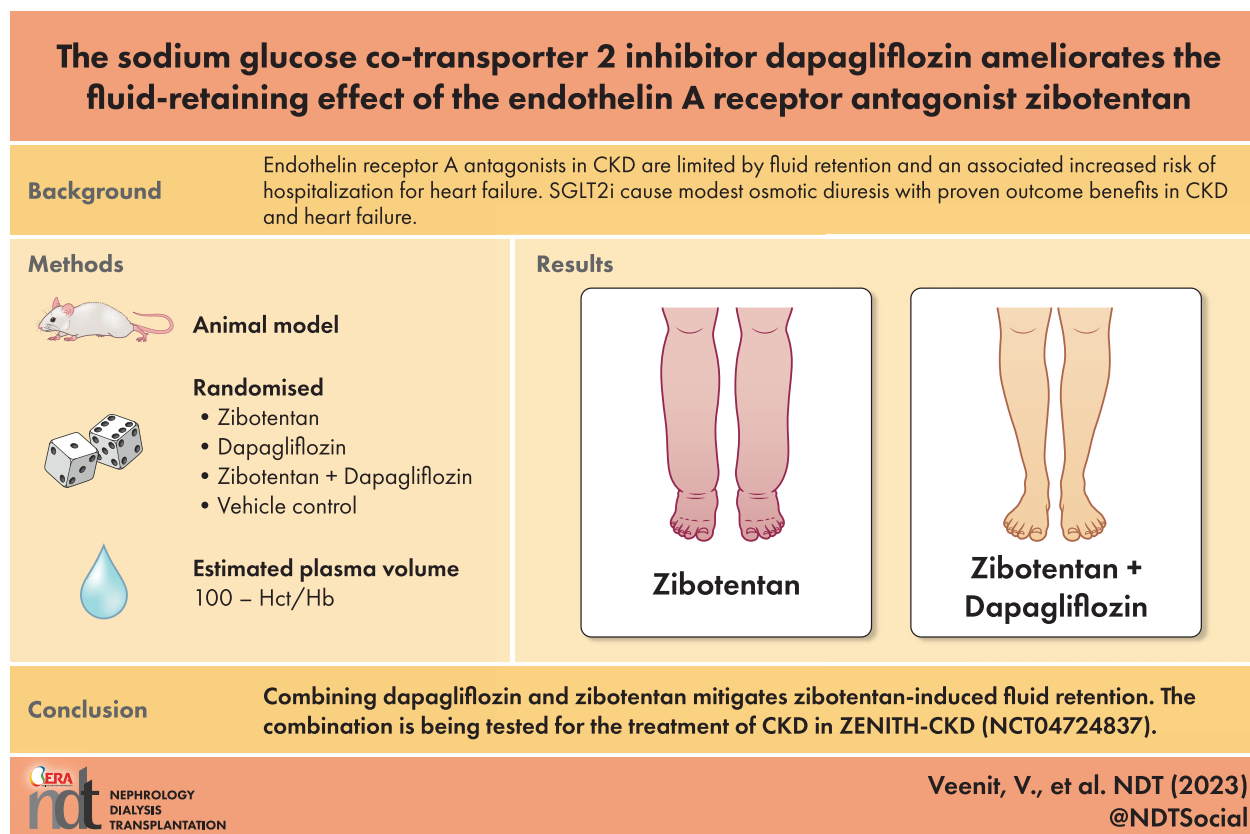 The sodium glucose co-transporter 2 inhibitor dapagliflozin ameliorates the
fluid-retaining effect of the endothelin A receptor antagonist zibotentan
Background
Endothelin receptor A antagonists in CKD are limited by fluid retention and an associated increased risk of
hospitalization for heart failure. SGLT2i cause modest osmotic diuresis with proven outcome benefits in CKD
and heart failure.
Methods
Animal model
Randomised
• Zibotentan
• Dapagliflozin
• Zibotentan + Dapagliflozin
• Vehicle control
Estimated plasma volume
100 – Hct/Hb
Results
Zibotentan
Zibotentan +
Dapagliflozin
Conclusion
Combining dapagliflozin and zibotentan mitigates zibotentan-induced fluid retention. The
combination is being tested for the treatment of CKD in ZENITH-CKD (NCT04724837).
ERA
ndt
NEPHROLOGY
DIALYSIS
TRANSPLANTATION
Veenit, V., et al. NDT (2023)
@NDTSocial